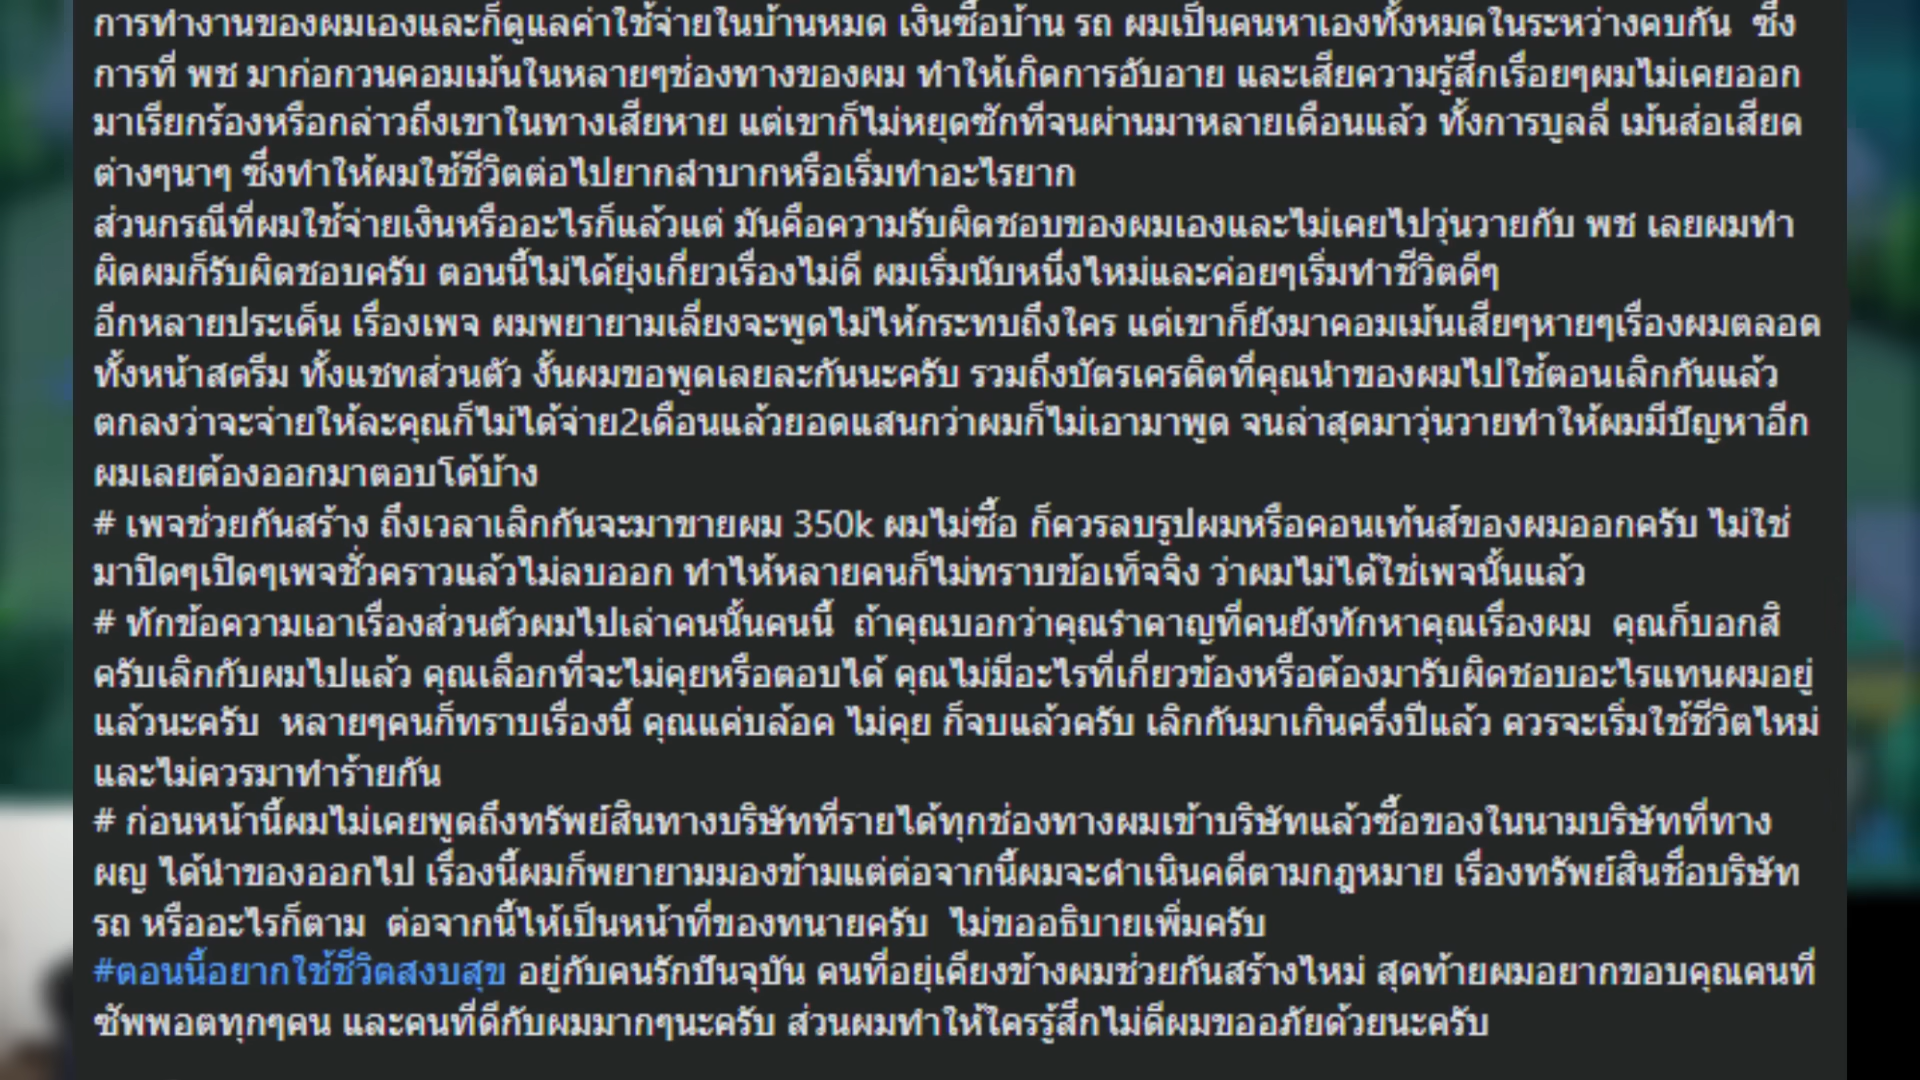 การทำงานของผมเองและก็ดูแลค่าใช้จ่ายในบ้านหมด เงินซื้อบ้าน รถ ผมเป็นคนหาเองทั้งหมดในระหว่างคบกัน ซึ่ง
การที่ พช มาก่อกวนคอมเม้นในหลายๆช่องทางของผม ทำให้เกิดการอับอาย และเสียความรู้สึกเรื่อยๆผมไม่เคยออก
มาเรียกร้องหรือกล่าวถึงเขาในทางเสียหาย แต่เขาก็ไม่หยุดซักทีจนผ่านมาหลายเดือนแล้ว ทั้งการบูลลี่ เม้นส่อเสียด
ต่างๆนาๆ ซึ่งทำให้ผมใช้ชีวิตต่อไปยากลำบากหรือเริ่มทำอะไรยาก
ส่วนกรณีที่ผมใช้จ่ายเงินหรืออะไรก็แล้วแต่ มันคือความรับผิดชอบของผมเองและไม่เคยไปวุ่นวายกับ พช เลยผมทำ
ผิดผมก็รับผิดชอบครับ ตอนนี้ไม่ได้ยุ่งเกี่ยวเรื่องไม่ดี ผมเริ่มนับหนึ่งใหม่และค่อยๆเริ่มทำชีวิตดีๆ
อีกหลายประเด็น เรื่องเพจ ผมพยายามเลี่ยงจะพูดไม่ไห้กระทบถึงใคร แต่เขาก็ยังมาคอมเม้นเสียๆหายๆเรื่องผมตลอด
ทั้งหน้าสตรีม ทั้งแชทส่วนตัว งั้นผมขอพูดเลยละกันนะครับ รวมถึงบัตรเครดิตที่คุณนำของผมไปใช้ตอนเลิกกันแล้ว
ตกลงว่าจะจ่ายให้ละคุณก็ไม่ได้จ่าย2เดือนแล้วยอดแสนกว่าผมก็ไม่เอามาพูด จนล่าสุดมาวุ่นวายทำให้ผมมีปัญหาอีก
ผมเลยต้องออกมาตอบโต้บ้าง
# เพจช่วยกันสร้าง ถึงเวลาเลิกกันจะมาขายผม 350k ผมไม่ซื้อ ก็ควรลบรูปผมหรือคอนเท้นส์ของผมออกครับ ไม่ใช่
มาปิดๆเปิดๆเพจชั่วคราวแล้วไม่ลบออก ทำไห้หลายคนก็ไม่ทราบข้อเท็จจิง ว่าผมไม่ได้ใช่เพจนั้นแล้ว
# ทักข้อความเอาเรื่องส่วนตัวผมไปเล่าคนนั้นคนนี้ ถ้าคุณบอกว่าคุณรำคาญที่คนยังทักหาคุณเรื่องผม คุณก็บอกสิ
ครับเลิกกับผมไปแล้ว คุณเลือกที่จะไม่คุยหรือตอบได้ คุณไม่มีอะไรที่เกี่ยวข้องหรือต้องมารับผิดชอบอะไรแทนผมอยู่
แล้วนะครับ หลายๆคนก็ทราบเรื่องนี้ คุณแค่บล้อค ไม่คุย ก็จบแล้วครับ เลิกกันมาเกินครึ่งปีแล้ว ควรจะเริ่มใช้ชีวิตใหม่
และไม่ควรมาทำร้ายกัน
# ก่อนหน้านี้ผมไม่เคยพูดถึงทรัพย์สินทางบริษัทที่รายได้ทุกช่องทางผมเข้าบริษัทแล้วซื้อของในนามบริษัทที่ทาง
ผญ ได้นำของออกไป เรื่องนี้ผมก็พยายามมองข้ามแต่ต่อจากนี้ผมจะดำเนินคดีตามกฎหมาย เรื่องทรัพย์สินชื่อบริษัท
รถ หรืออะไรก็ตาม ต่อจากนี้ไห้เป็นหน้าที่ของทนายครับ ไม่ขออธิบายเพิ่มครับ
#ตอนนี้อยากใช้ชีวิตสงบสุข อยู่กับคนรักปัจจุบัน คนที่อยู่เคียงข้างผมช่วยกันสร้างไหม่ สุดท้ายผมอยากขอบคุณคนที่
ซัพพอตทุกๆคน และคนที่ดีกับผมมากๆนะครับ ส่วนผมทำให้ใครรู้สึกไม่ดีผมขออภัยด้วยนะครับ